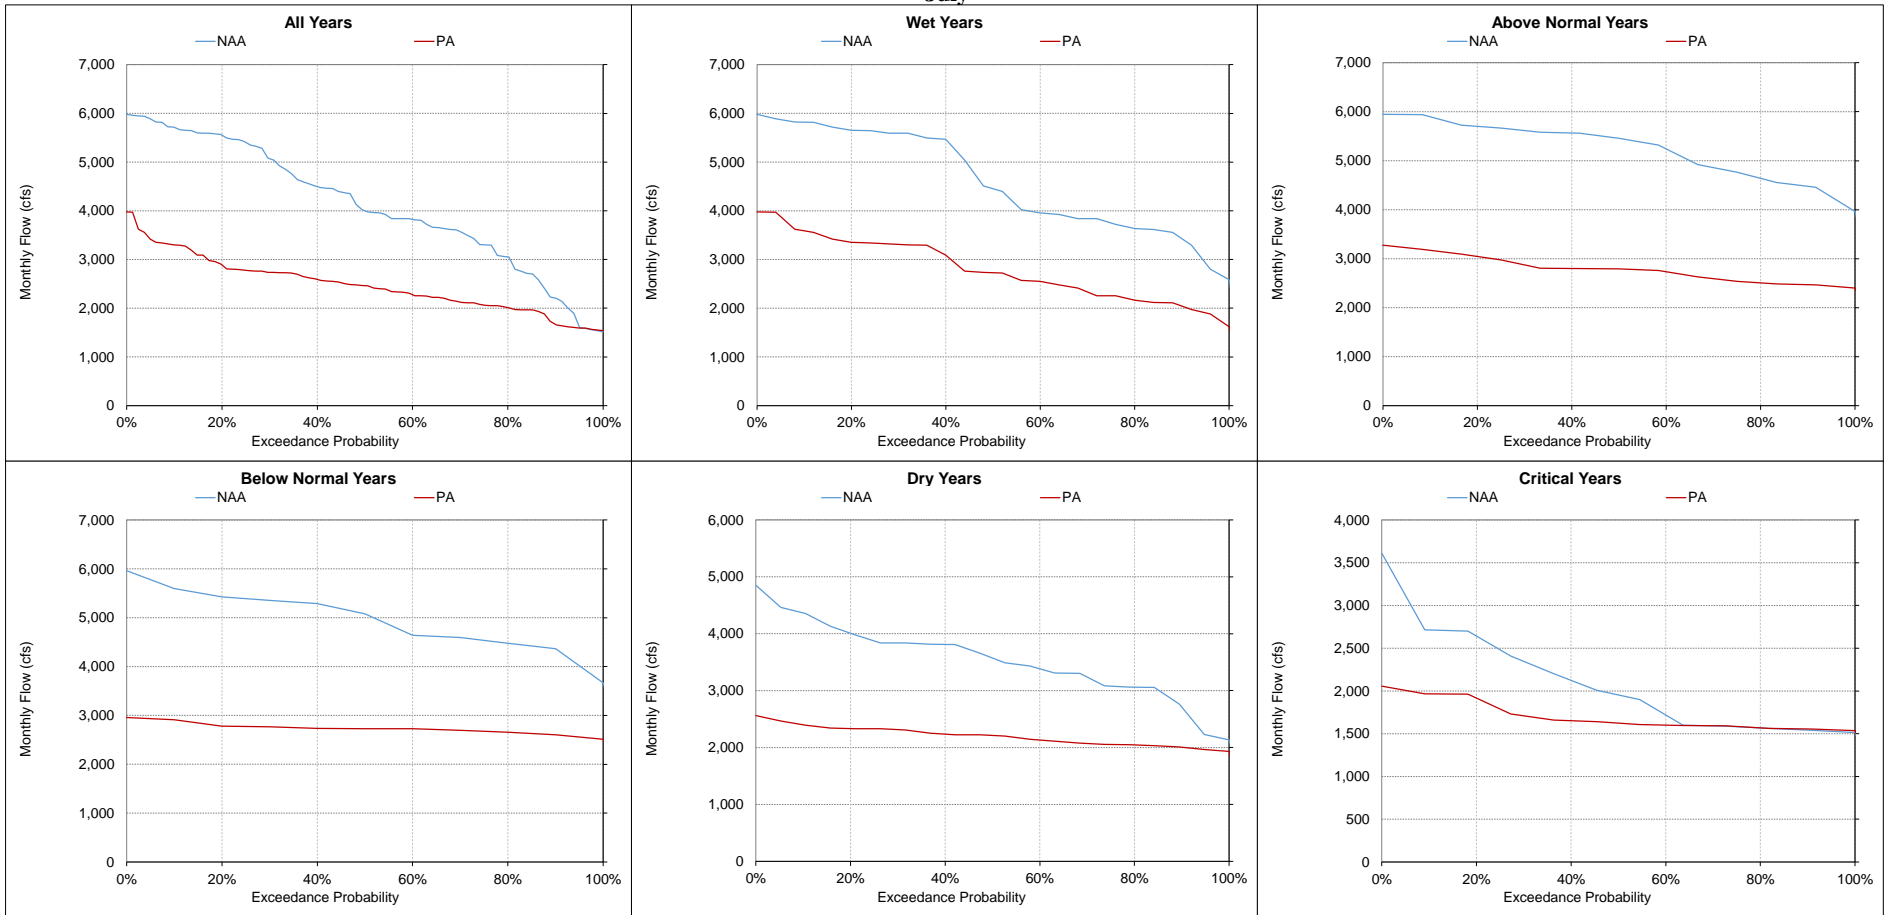 All Years
NAA PA
7,000
6,000
5,000
4,000
3,000
2,000
1,000
0
Monthly Flow (cfs)
0% 20% 40% 60% 80% 100%
Exceedance Probability
Wet Years
NAA PA
7,000
6,000
5,000
4,000
3,000
2,000
1,000
0
Monthly Flow (cfs)
0% 20% 40% 60% 80% 100%
Exceedance Probability
Above Normal Years
NAA PA
7,000
6,000
5,000
4,000
3,000
2,000
1,000
0
Monthly Flow (cfs)
0% 20% 40% 60% 80% 100%
Exceedance Probability
Below Normal Years
NAA PA
7,000
6,000
5,000
4,000
3,000
2,000
1,000
0
Monthly Flow (cfs)
0% 20% 40% 60% 80% 100%
Exceedance Probability
Dry Years
NAA PA
6,000
5,000
4,000
3,000
2,000
1,000
0
Monthly Flow (cfs)
0% 20% 40% 60% 80% 100%
Exceedance Probability
Critical Years
NAA PA
4,000
3,500
3,000
2,500
2,000
1,500
1,000
500
0
Monthly Flow (cfs)
0% 20% 40% 60% 80% 100%
Exceedance Probability